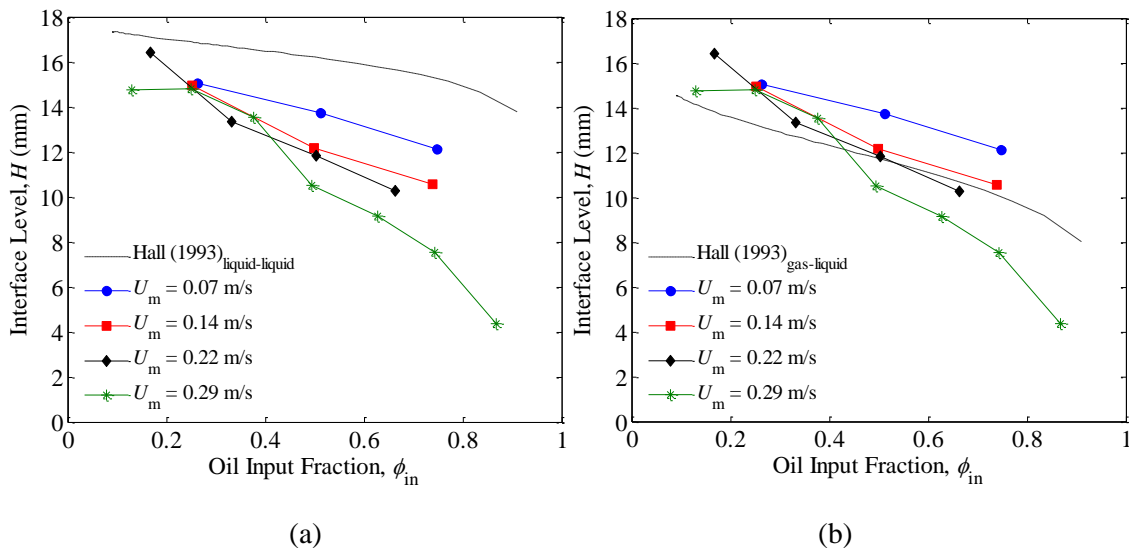 18
16
14
12
10
8
6
4
2
0
0
0.2
0.4
0.6
0.8
1
Interface Level, H (mm)
Oil Input Fraction, ϕin
Hall (1993)liquid-liquid
Um = 0.07 m/s
Um = 0.14 m/s
Um = 0.22 m/s
Um = 0.29 m/s
(a)
18
16
14
12
10
8
6
4
2
0
0
0.2
0.4
0.6
0.8
1
Interface Level, H (mm)
Oil Input Fraction, ϕin
Hall (1993)gas-liquid
Um = 0.07 m/s
Um = 0.14 m/s
Um = 0.22 m/s
Um = 0.29 m/s
(b)